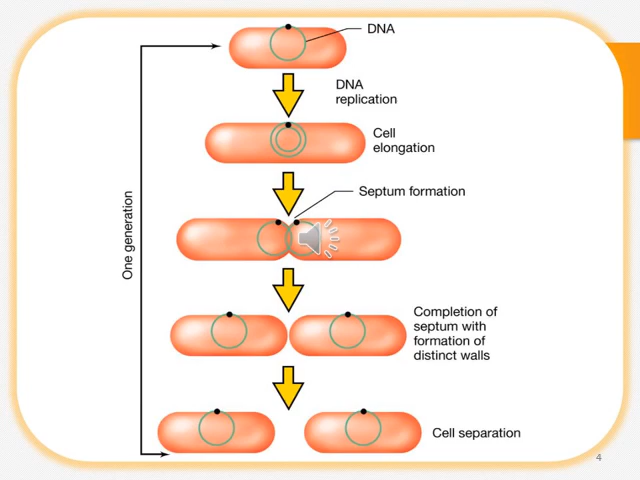 DNA
DNA
replication
Cell
elongation
Septum formation
One generation
Completion of
septum with
formation of
distinct walls
Cell separation
4